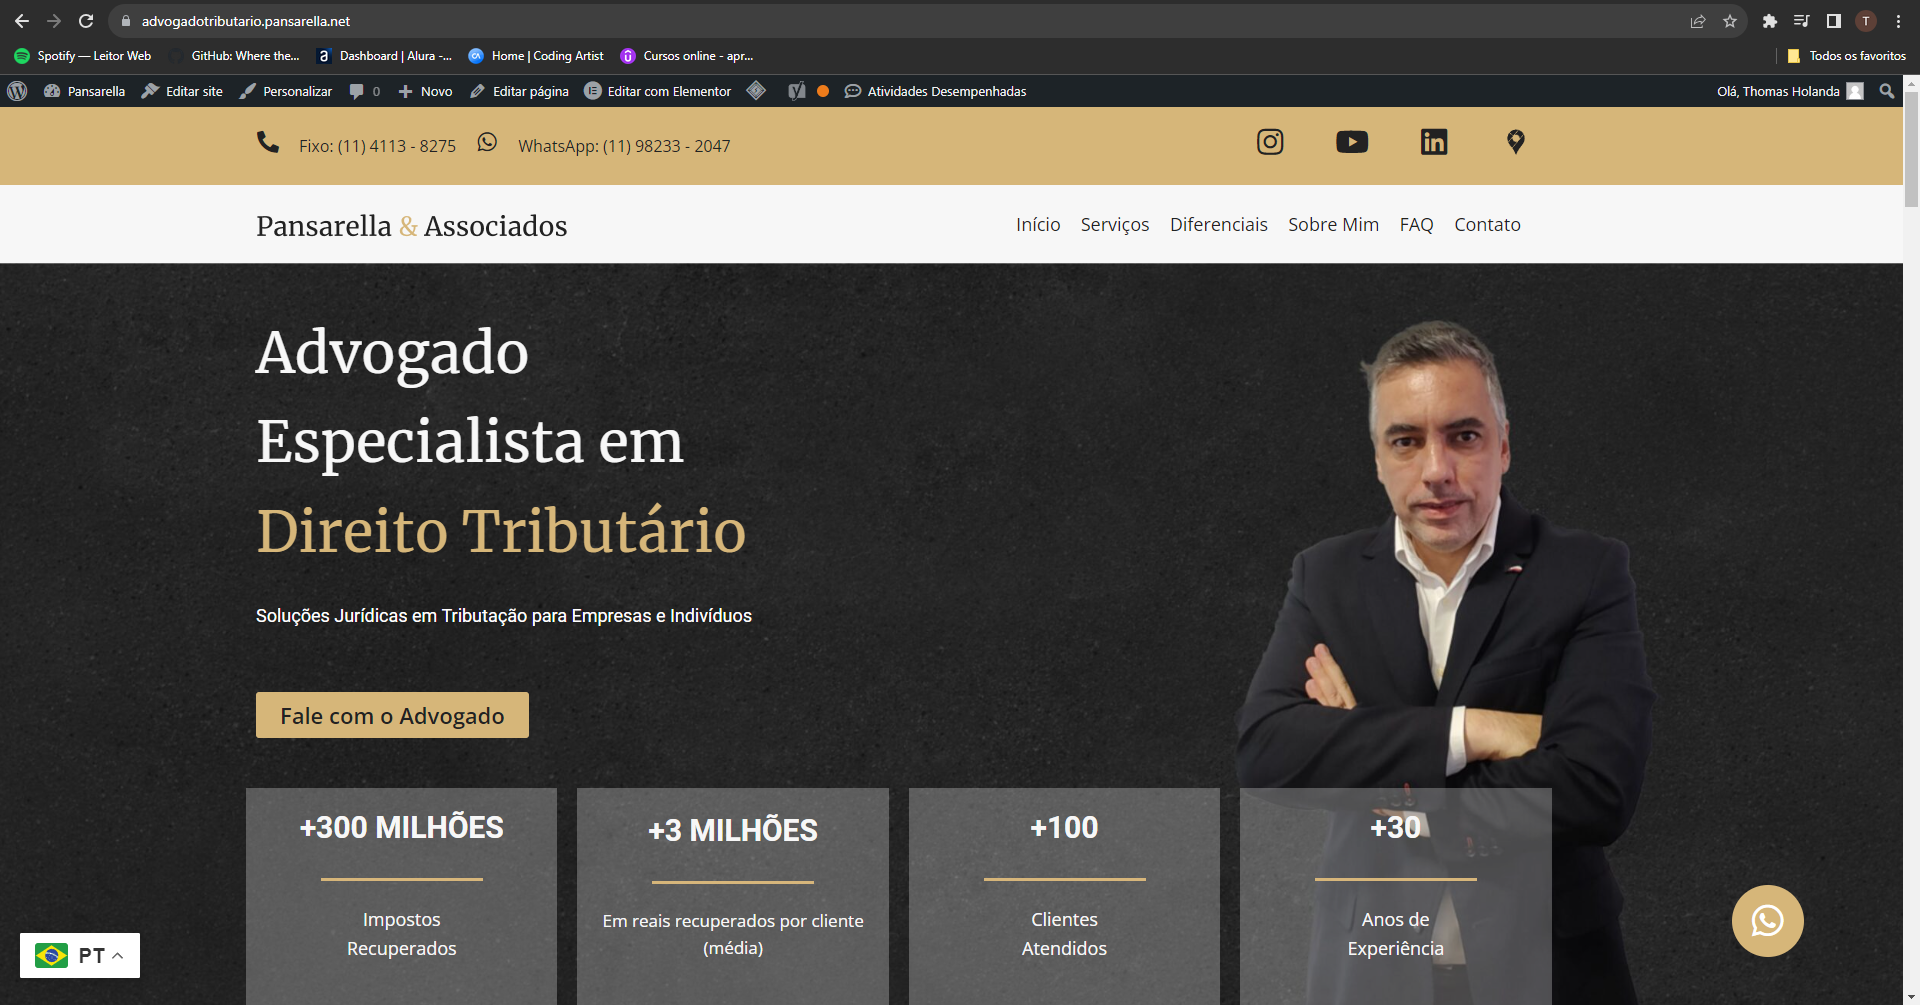 advogadotributario.pansarella.net
Spotify — Leitor Web GitHub: Where the... Dashboard | Alura -... Home | Coding Artist Cursos online - apr... Todos os favoritos
Pansarella Editar site Personalizar 0 Novo Editar página Editar com Elementor Atividades Desempenhadas Olá, Thomas Holanda
T
Fixo: (11) 4113 - 8275 WhatsApp: (11) 98233 - 2047
Pansarella & Associados
Início Serviços Diferenciais Sobre Mim FAQ Contato
Advogado
Especialista em
Direito Tributário
Soluções Jurídicas em Tributação para Empresas e Indivíduos
Fale com o Advogado
+300 MILHÕES
Impostos
Recuperados
+3 MILHÕES
Em reais recuperados por cliente
(média)
+100
Clientes
Atendidos
+30
Anos de
Experiência
PT